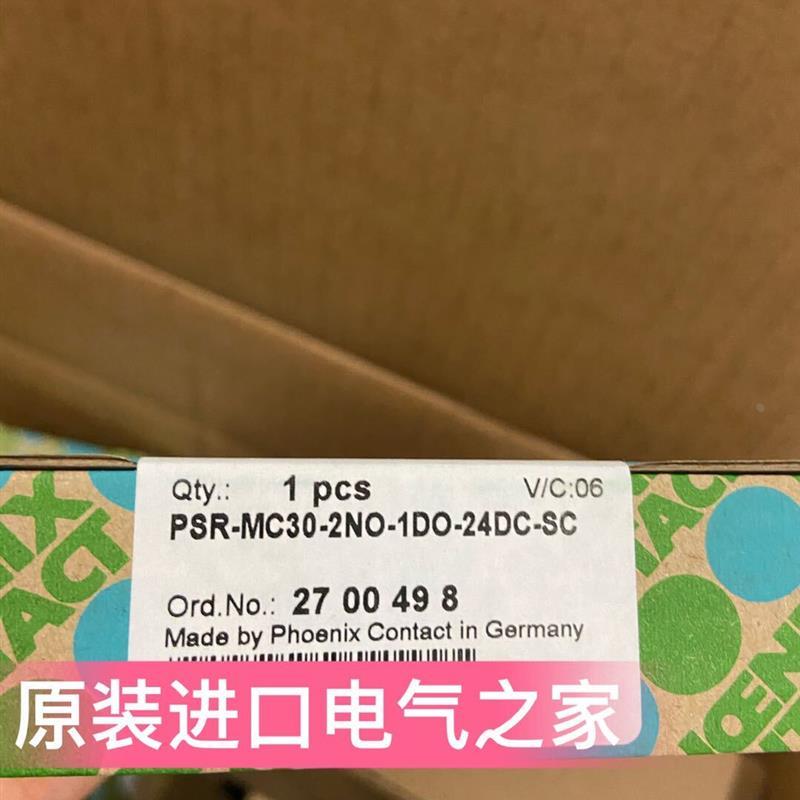 Qty.: 1 pcs V/C:06
PSR-MC30-2NO-1DO-24DC-SC
Ord.No.: 27 00 49 8
Made by Phoenix Contact in Germany
原装进口电气之家